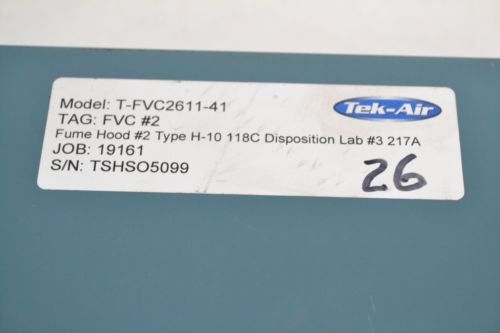 Model: T-FVC2611-41
Tek-Air
TAG: FVC #2
Fume Hood #2 Type H-10 118C Disposition Lab #3 217A
JOB: 19161
S/N: TSHSO5099
26